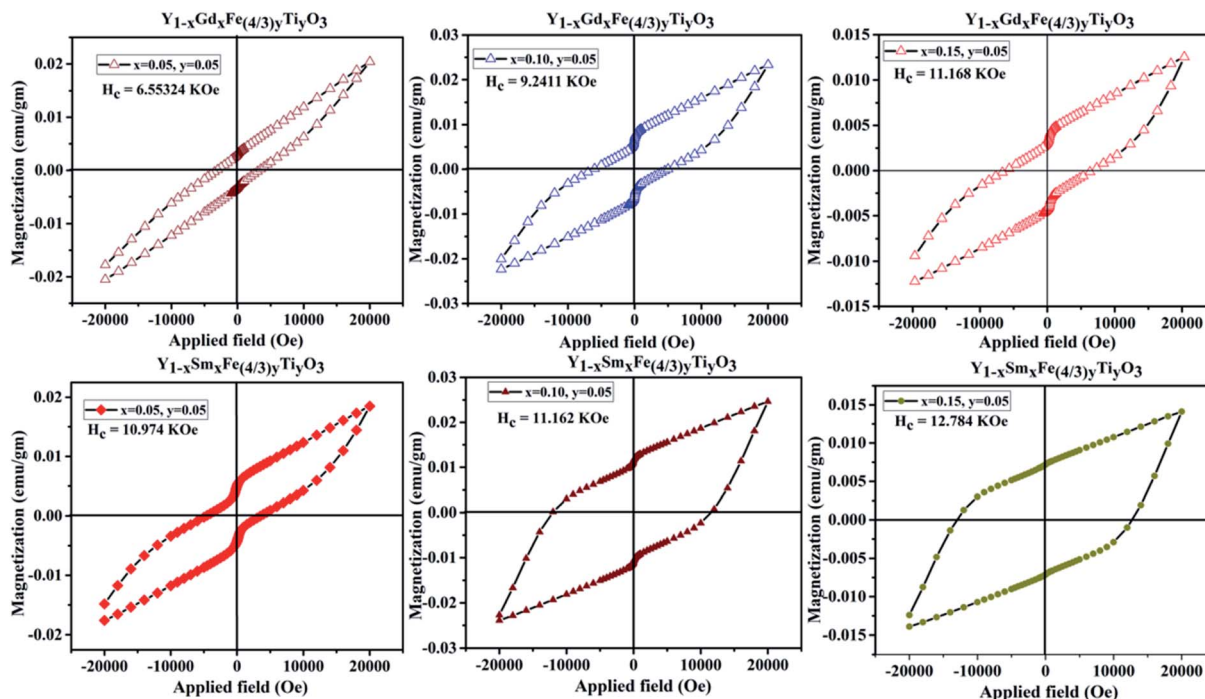 Y1-xGdxFe(4/3)yTiyO3
x=0.05, y=0.05
Hc = 6.55324 KOe
Magnetization (emu/gm)
0.02
0.01
0.00
-0.01
-0.02
-20000 -10000 0 10000 20000
Applied field (Oe)
Y1-xGdxFe(4/3)yTiyO3
x=0.10, y=0.05
Hc = 9.2411 KOe
Magnetization (emu/gm)
0.03
0.02
0.01
0.00
-0.01
-0.02
-0.03
-20000 -10000 0 10000 20000
Applied field (Oe)
Y1-xGdxFe(4/3)yTiyO3
x=0.15, y=0.05
Hc = 11.168 KOe
Magnetization (emu/gm)
0.015
0.010
0.005
0.000
-0.005
-0.010
-0.015
-20000 -10000 0 10000 20000
Applied field (Oe)
Y1-xSmxFe(4/3)yTiyO3
x=0.05, y=0.05
Hc = 10.974 KOe
Magnetization (emu/gm)
0.02
0.01
0.00
-0.01
-0.02
-20000 -10000 0 10000 20000
Applied field (Oe)
Y1-xSmxFe(4/3)yTiyO3
x=0.10, y=0.05
Hc = 11.162 KOe
Magnetization (emu/gm)
0.03
0.02
0.01
0.00
-0.01
-0.02
-0.03
-20000 -10000 0 10000 20000
Applied field (Oe)
Y1-xSmxFe(4/3)yTiyO3
x=0.15, y=0.05
Hc = 12.784 KOe
Magnetization (emu/gm)
0.015
0.010
0.005
0.000
-0.005
-0.010
-0.015
-20000 -10000 0 10000 20000
Applied field (Oe)